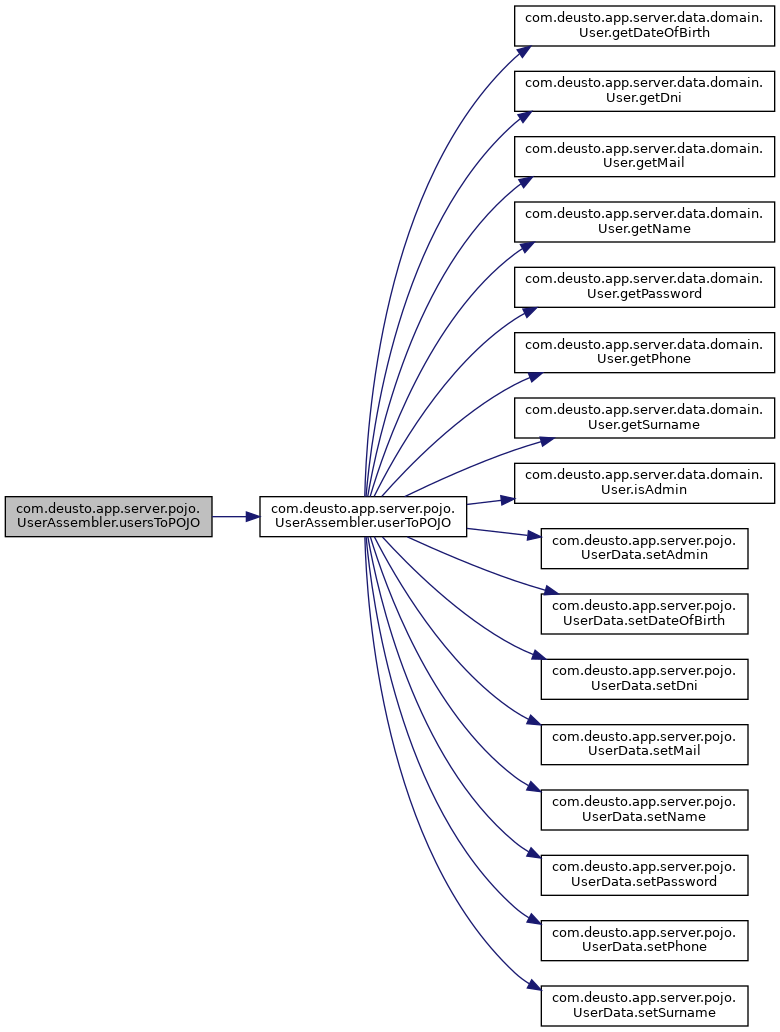 com.deusto.app.server.data.domain.
User.getDateOfBirth
com.deusto.app.server.data.domain.
User.getDni
com.deusto.app.server.data.domain.
User.getMail
com.deusto.app.server.data.domain.
User.getName
com.deusto.app.server.data.domain.
User.getPassword
com.deusto.app.server.data.domain.
User.getPhone
com.deusto.app.server.data.domain.
User.getSurname
com.deusto.app.server.data.domain.
User.isAdmin
com.deusto.app.server.pojo.
UserAssembler.usersToPOJO
com.deusto.app.server.pojo.
UserAssembler.userToPOJO
com.deusto.app.server.pojo.
UserData.setAdmin
com.deusto.app.server.pojo.
UserData.setDateOfBirth
com.deusto.app.server.pojo.
UserData.setDni
com.deusto.app.server.pojo.
UserData.setMail
com.deusto.app.server.pojo.
UserData.setName
com.deusto.app.server.pojo.
UserData.setPassword
com.deusto.app.server.pojo.
UserData.setPhone
com.deusto.app.server.pojo.
UserData.setSurname